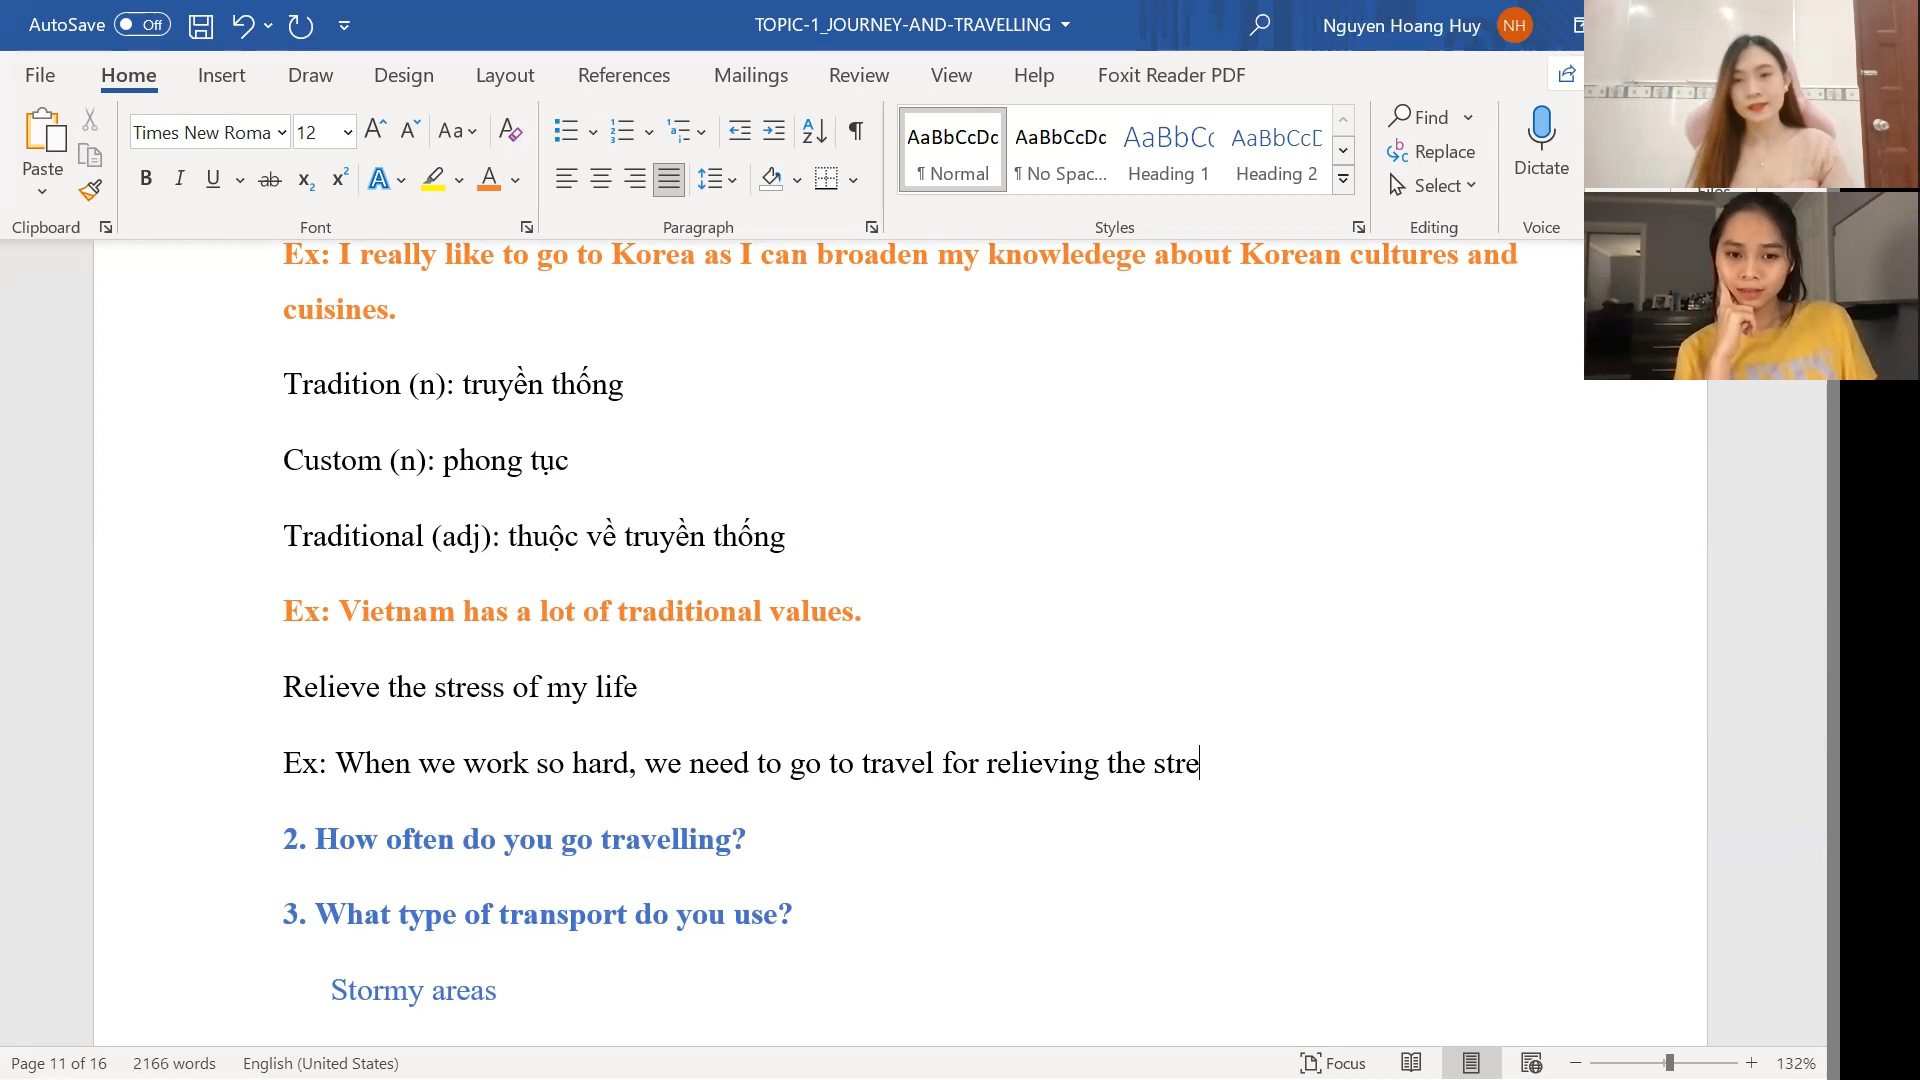 AutoSave Off TOPIC-1_JOURNEY-AND-TRAVELLING Nguyen Hoang Huy NH
File Home Insert Draw Design Layout References Mailings Review View Help Foxit Reader PDF
Paste Times New Roma 12 Aa AaBbCcDc AaBbCcDc AaBbCc AaBbCcD Find Replace Select Dictate
¶ Normal ¶ No Spac... Heading 1 Heading 2
Clipboard Font Paragraph Styles Editing Voice
Ex: I really like to go to Korea as I can broaden my knowledege about Korean cultures and
cuisines.
Tradition (n): truyền thống
Custom (n): phong tục
Traditional (adj): thuộc về truyền thống
Ex: Vietnam has a lot of traditional values.
Relieve the stress of my life
Ex: When we work so hard, we need to go to travel for relieving the stre
2. How often do you go travelling?
3. What type of transport do you use?
Stormy areas
Page 11 of 16 2166 words English (United States) Focus 132%